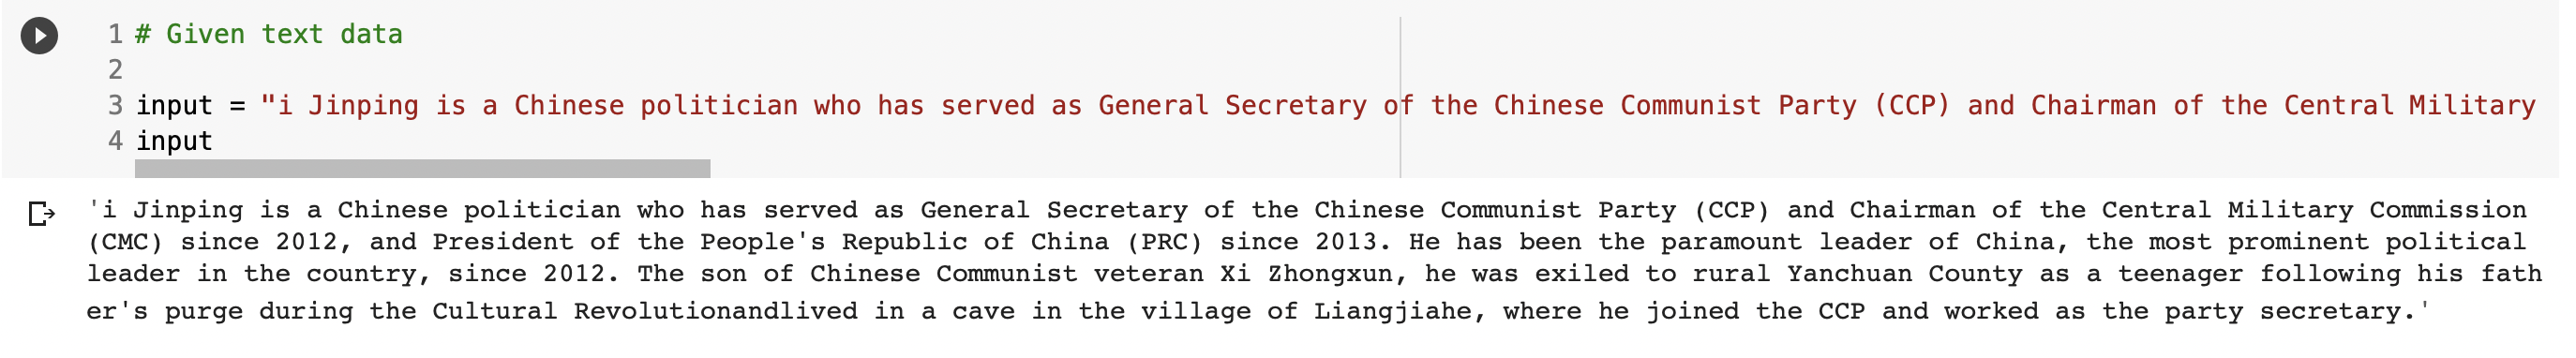 1 # Given text data
2
3 input = "i Jinping is a Chinese politician who has served as General Secretary of the Chinese Communist Party (CCP) and Chairman of the Central Military
4 input
'i Jinping is a Chinese politician who has served as General Secretary of the Chinese Communist Party (CCP) and Chairman of the Central Military Commission
(CMC) since 2012, and President of the People's Republic of China (PRC) since 2013. He has been the paramount leader of China, the most prominent political
leader in the country, since 2012. The son of Chinese Communist veteran Xi Zhongxun, he was exiled to rural Yanchuan County as a teenager following his fath
er's purge during the Cultural Revolutionandlived in a cave in the village of Liangjiahe, where he joined the CCP and worked as the party secretary.'